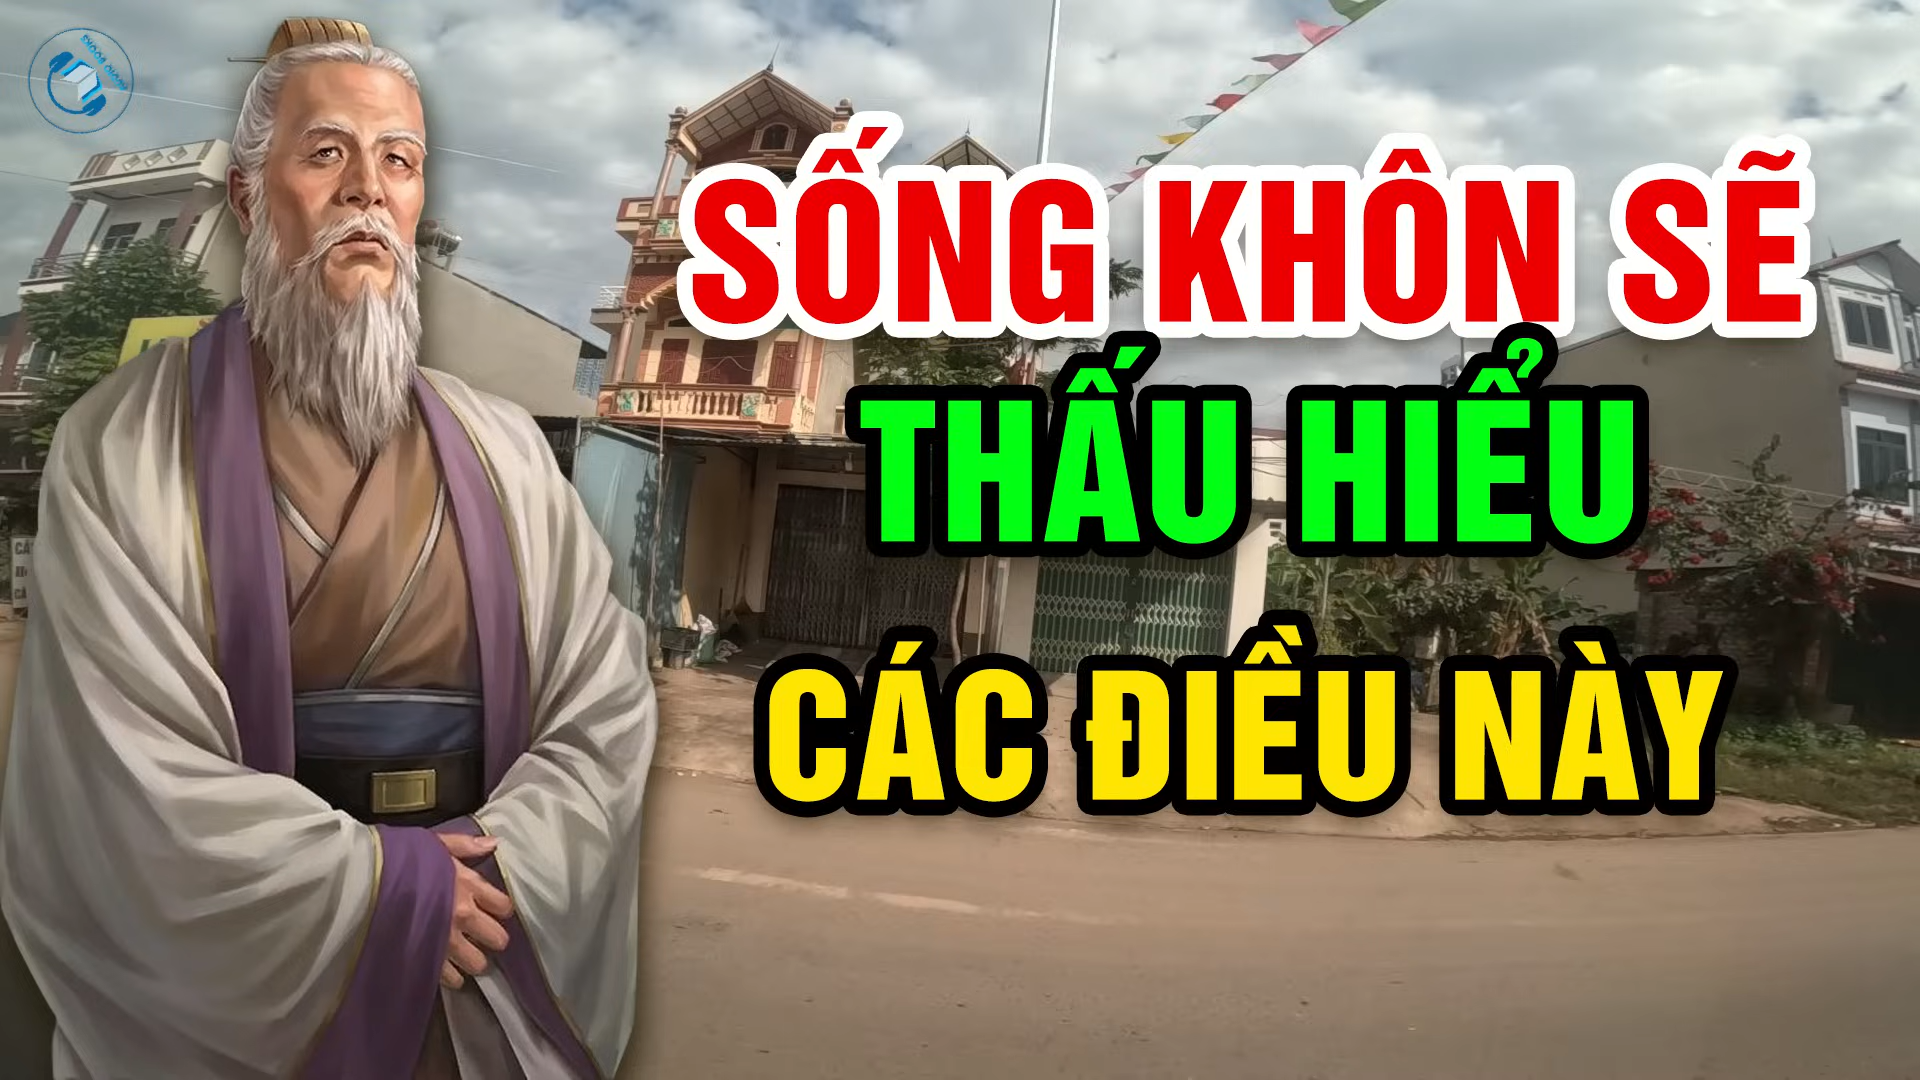 SỐNG KHÔN SẼ
THẤU HIỂU
CÁC ĐIỀU NÀY